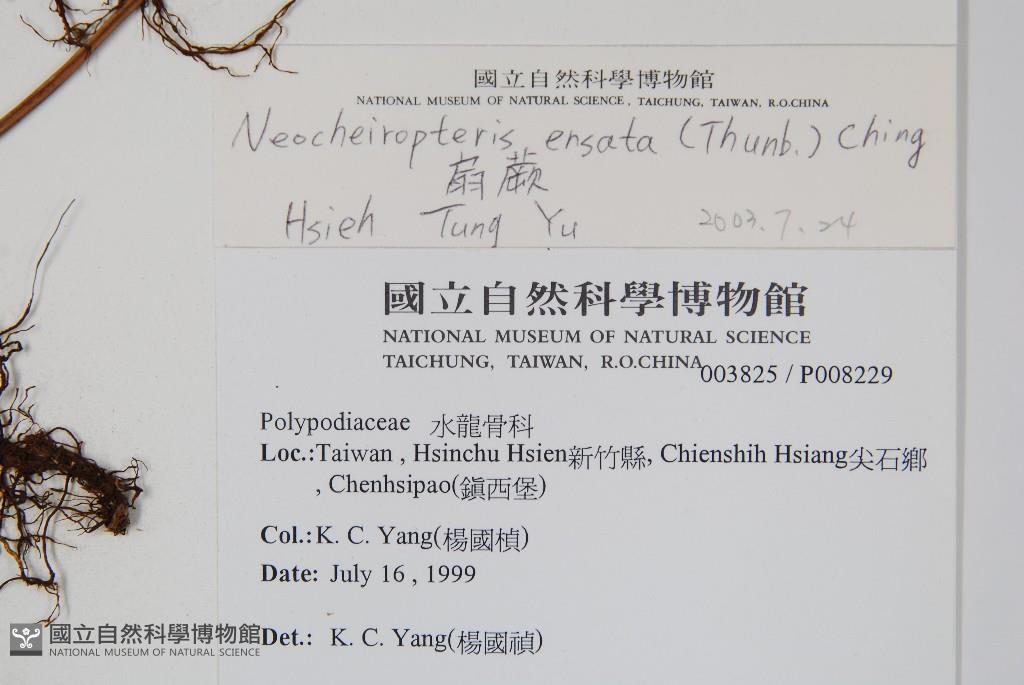 國立自然科學博物館
NATIONAL MUSEUM OF NATURAL SCIENCE, TAICHUNG, TAIWAN, R.O.CHINA
Neocheiropteris ensata (Thunb.) Ching
扇蕨
Hsieh Tung Yu 2003.7.24
國立自然科學博物館
NATIONAL MUSEUM OF NATURAL SCIENCE
TAICHUNG, TAIWAN, R.O.CHINA
003825 / P008229
Polypodiaceae 水龍骨科
Loc.:Taiwan , Hsinchu Hsien新竹縣, Chienshih Hsiang尖石鄉
, Chenhsipao(鎮西堡)
Col.:K. C. Yang(楊國楨)
Date: July 16 , 1999
Det.: K. C. Yang(楊國禎)
國立自然科學博物館
NATIONAL MUSEUM OF NATURAL SCIENCE